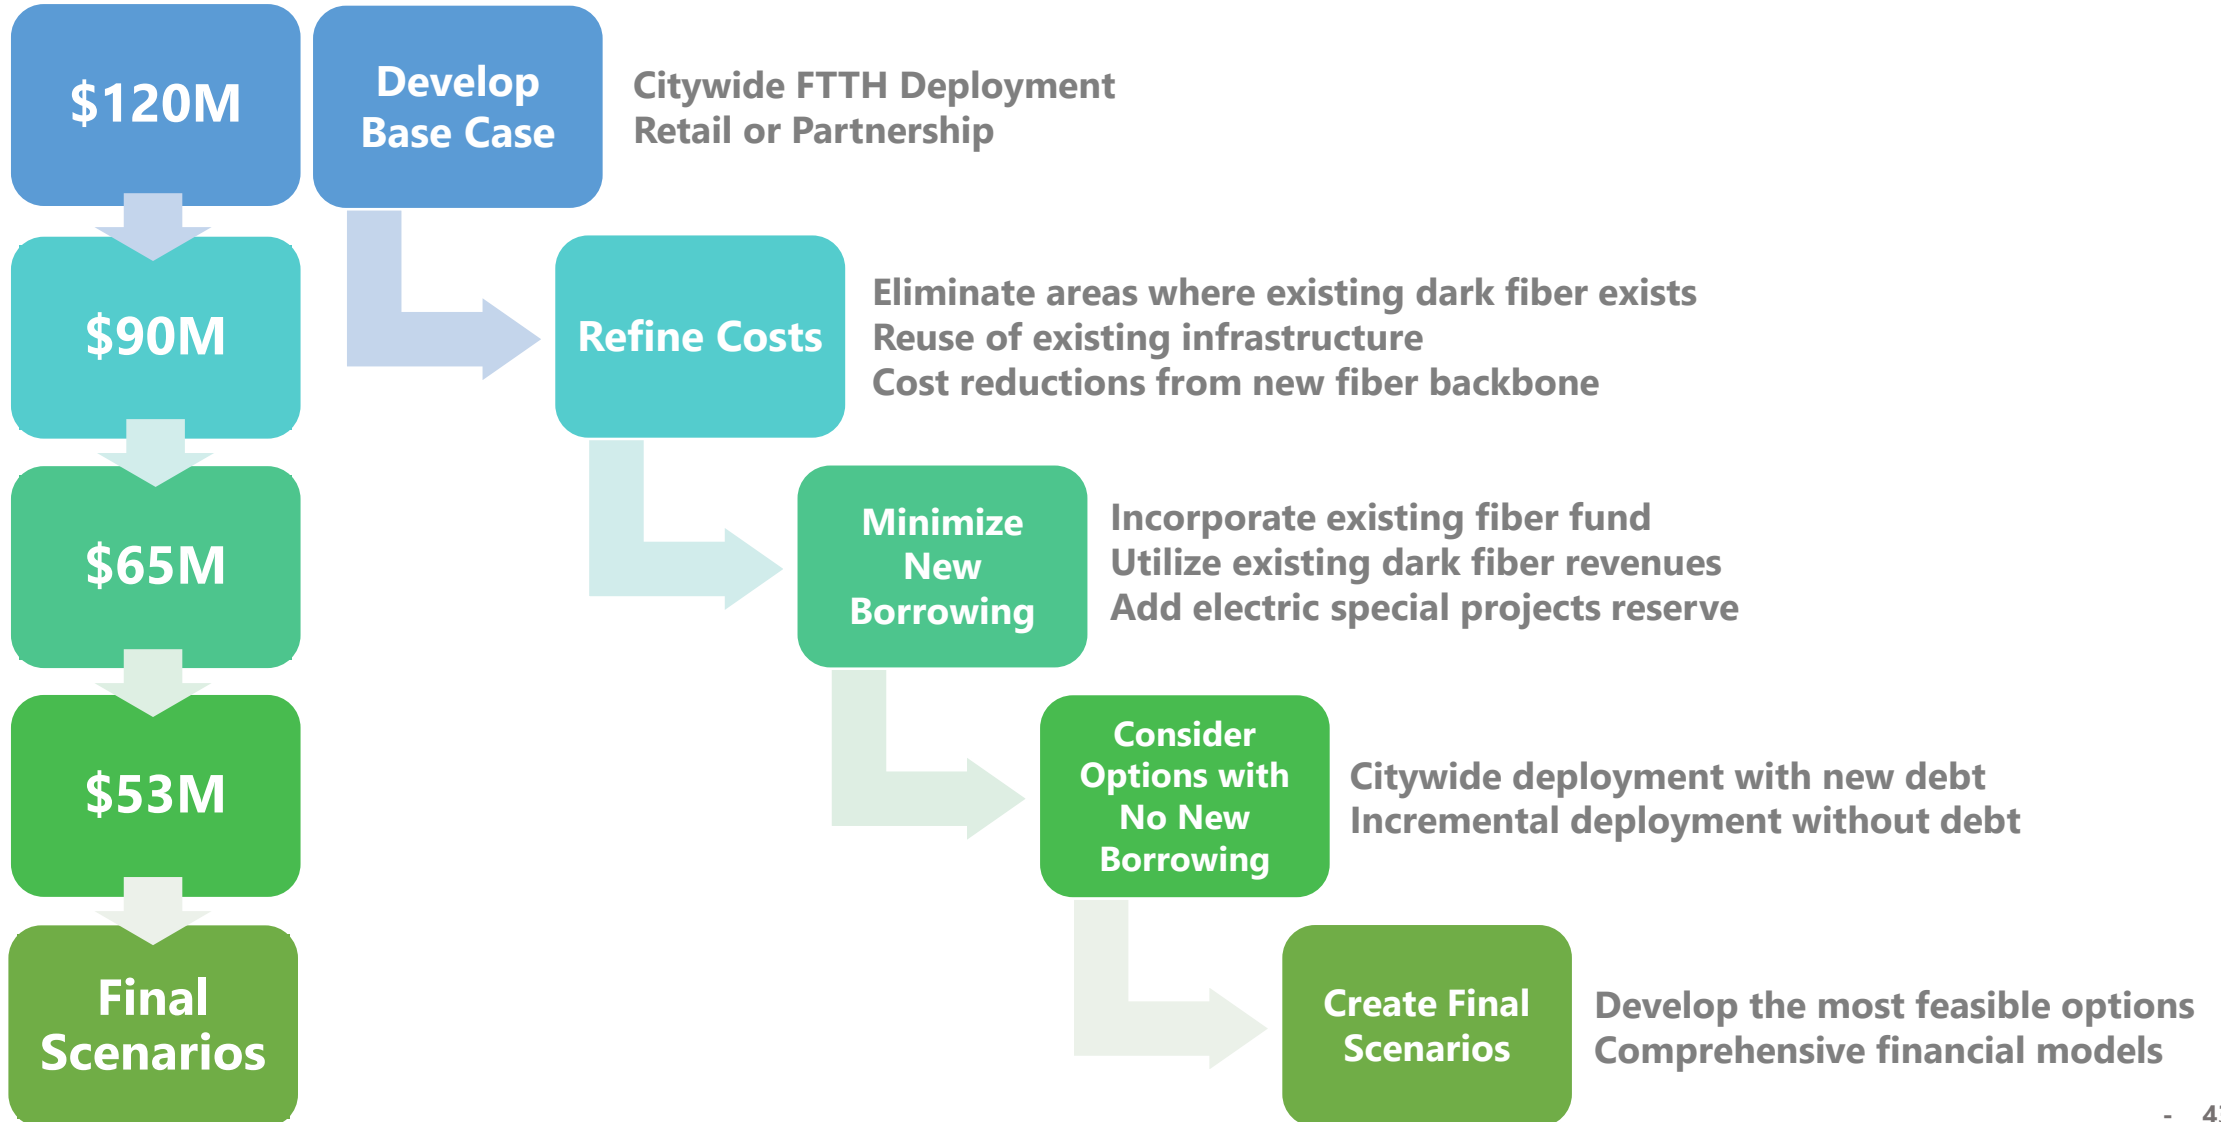 $120M
Develop
Base Case
Citywide FTTH Deployment
Retail or Partnership
$90M
Refine Costs
Eliminate areas where existing dark fiber exists
Reuse of existing infrastructure
Cost reductions from new fiber backbone
$65M
Minimize
New
Borrowing
Incorporate existing fiber fund
Utilize existing dark fiber revenues
Add electric special projects reserve
$53M
Consider
Options with
No New
Borrowing
Citywide deployment with new debt
Incremental deployment without debt
Final
Scenarios
Create Final
Scenarios
Develop the most feasible options
Comprehensive financial models